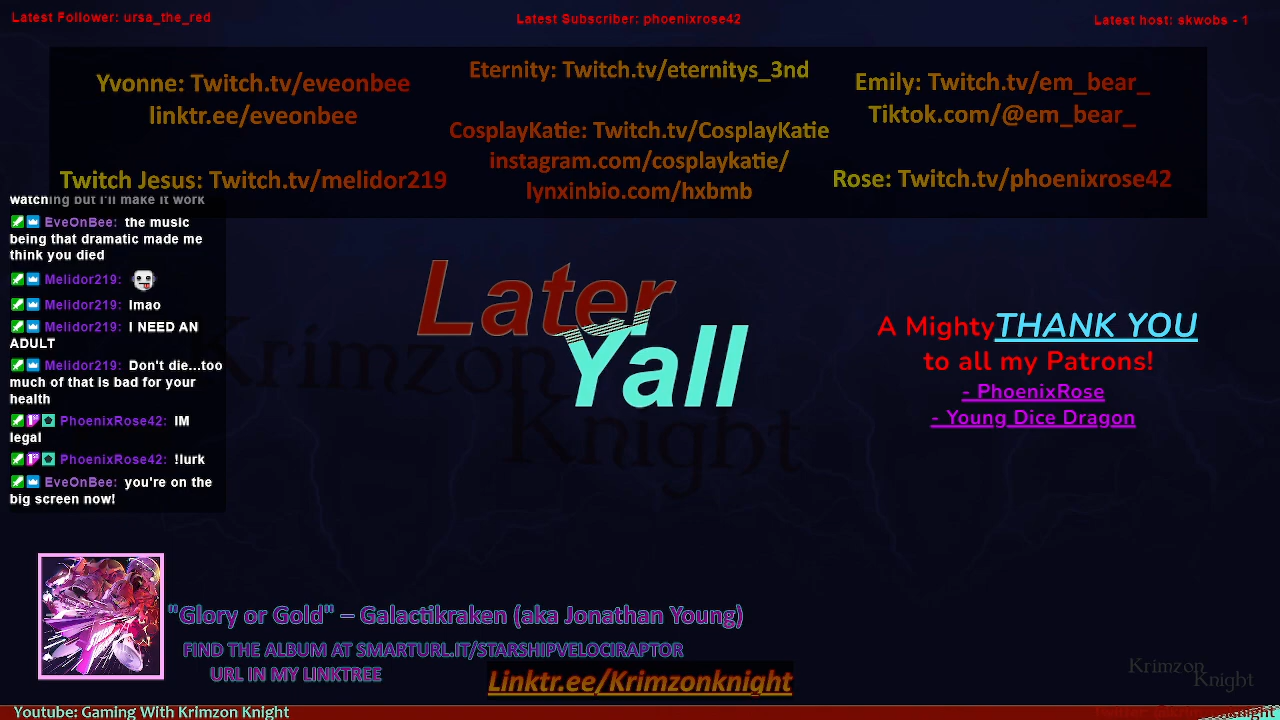 Latest Follower: ursa_the_red
Latest Subscriber: phoenixrose42
Latest host: skwobs - 1
Yvonne: Twitch.tv/eveonbee
linktr.ee/eveonbee
Eternity: Twitch.tv/eternitys_3nd
Emily: Twitch.tv/em_bear_
Tiktok.com/@em_bear_
CosplayKatie: Twitch.tv/CosplayKatie
instagram.com/cosplaykatie/
lynxinbio.com/hxbmb
Twitch Jesus: Twitch.tv/melidor219
Rose: Twitch.tv/phoenixrose42
watching but I'll make it work
EveOnBee: the music
being that dramatic made me
think you died
Melidor219:
Melidor219: lmao
Melidor219: I NEED AN
ADULT
Melidor219: Don't die...too
much of that is bad for your
health
PhoenixRose42: IM
legal
PhoenixRose42: !lurk
EveOnBee: you're on the
big screen now!
Later
Yall
Krimzon
Knight
A Mighty THANK YOU
to all my Patrons!
- PhoenixRose
- Young Dice Dragon
"Glory or Gold" – Galactikraken (aka Jonathan Young)
FIND THE ALBUM AT SMARTURL.IT/STARSHIPVELOCIRAPTOR
URL IN MY LINKTREE
Linktr.ee/Krimzonknight
Krimzon
Knight
Youtube: Gaming With Krimzon Knight